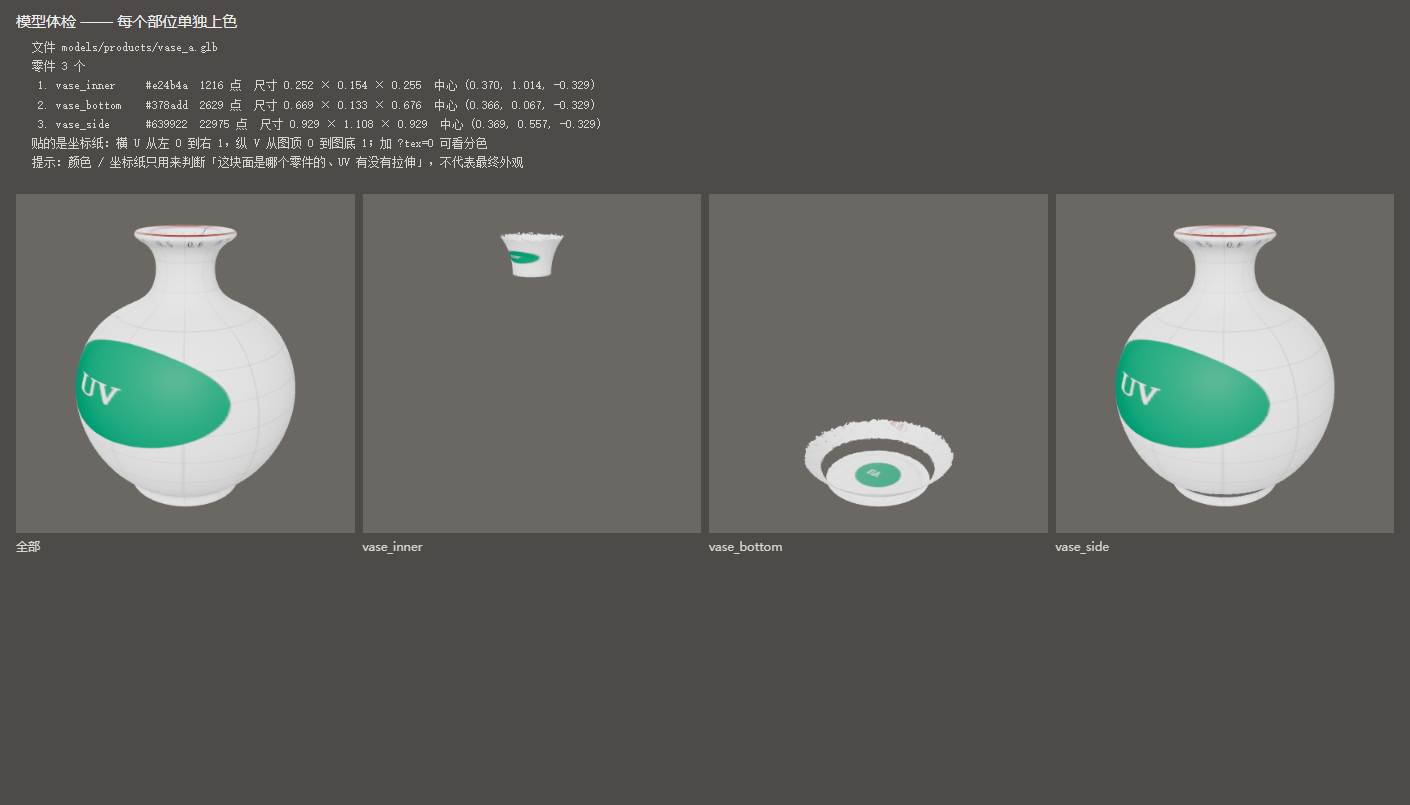 模型体检 —— 每个部位单独上色
文件 models/products/vase_a.glb
零件 3 个
1. vase_inner #e24b4a 1216 点 尺寸 0.252 × 0.154 × 0.255 中心 (0.370, 1.014, -0.329)
2. vase_bottom #378add 2629 点 尺寸 0.669 × 0.133 × 0.676 中心 (0.366, 0.067, -0.329)
3. vase_side #639922 22975 点 尺寸 0.929 × 1.108 × 0.929 中心 (0.369, 0.557, -0.329)
贴的是坐标纸: 横 U 从左 0 到右 1，纵 V 从图顶 0 到图底 1；加 ?tex=0 可看分色
提示: 颜色 / 坐标纸只用来判断「这块面是哪个零件的、UV 有没有拉伸」，不代表最终外观
0.6
0.6
UV
UV
全部
vase_inner
vase_bottom
vase_side